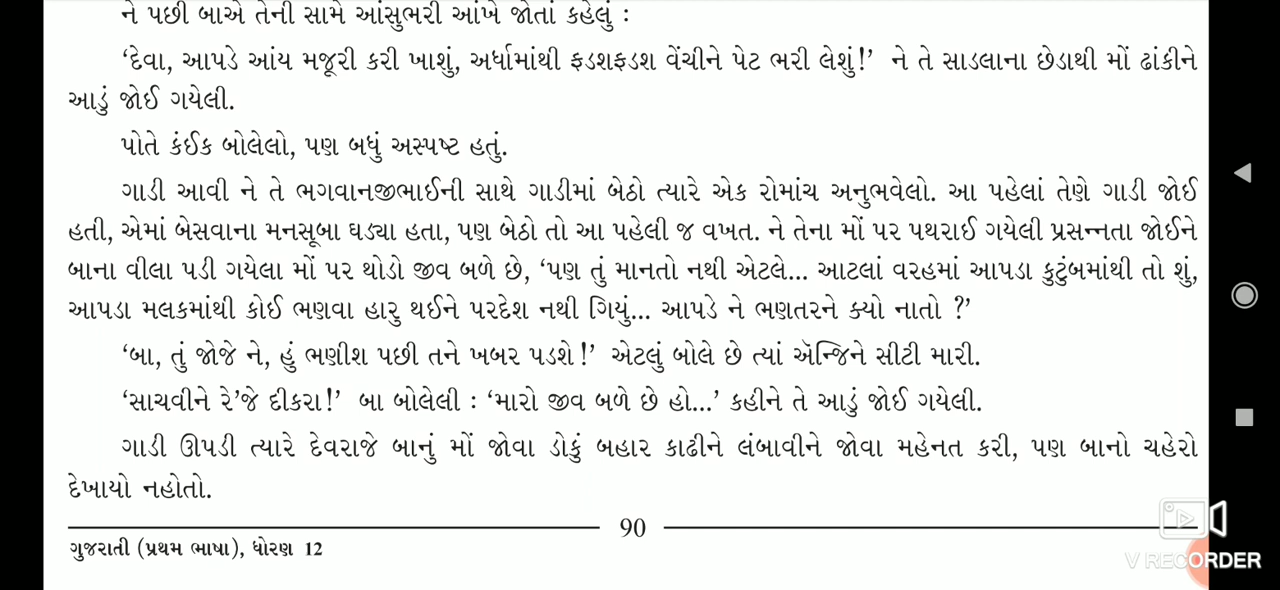 ને પછી બાએ તેની સામે આંસુભરી આંખે જોતાં કહેલું :
‘દેવા, આપડે આંય મજૂરી કરી ખાશું, અર્ધામાંથી ફડશફડશ વેંચીને પેટ ભરી લેશું!’ ને તે સાડલાના છેડાથી મોં ઢાંકીને
આડું જોઈ ગયેલી.
પોતે કંઈક બોલેલો, પણ બધું અસ્પષ્ટ હતું.
ગાડી આવી ને તે ભગવાનજીભાઈની સાથે ગાડીમાં બેઠો ત્યારે એક રોમાંચ અનુભવેલો. આ પહેલાં તેણે ગાડી જોઈ
હતી, એમાં બેસવાના મનસૂબા ઘડ્યા હતા, પણ બેઠો તો આ પહેલી જ વખત. ને તેના મોં પર પથરાઈ ગયેલી પ્રસન્નતા જોઈને
બાના વીલા પડી ગયેલા મોં પર થોડો જીવ બળે છે, ‘પણ તું માનતો નથી એટલે... આટલાં વરહમાં આપડા કુટુંબમાંથી તો શું,
આપડા મલકમાંથી કોઈ ભણવા હારુ થઈને પરદેશ નથી ગિયું... આપડે ને ભણતરને ક્યો નાતો ?’
‘બા, તું જોજે ને, હું ભણીશ પછી તને ખબર પડશે!’ એટલું બોલે છે ત્યાં ઍન્જિને સીટી મારી.
‘સાચવીને રે’જે દીકરા!’ બા બોલેલી : ‘મારો જીવ બળે છે હો...’ કહીને તે આડું જોઈ ગયેલી.
ગાડી ઊપડી ત્યારે દેવરાજે બાનું મોં જોવા ડોકું બહાર કાઢીને લંબાવીને જોવા મહેનત કરી, પણ બાનો ચહેરો
દેખાયો નહોતો.
90
ગુજરાતી (પ્રથમ ભાષા), ધોરણ 12
V RECORDER